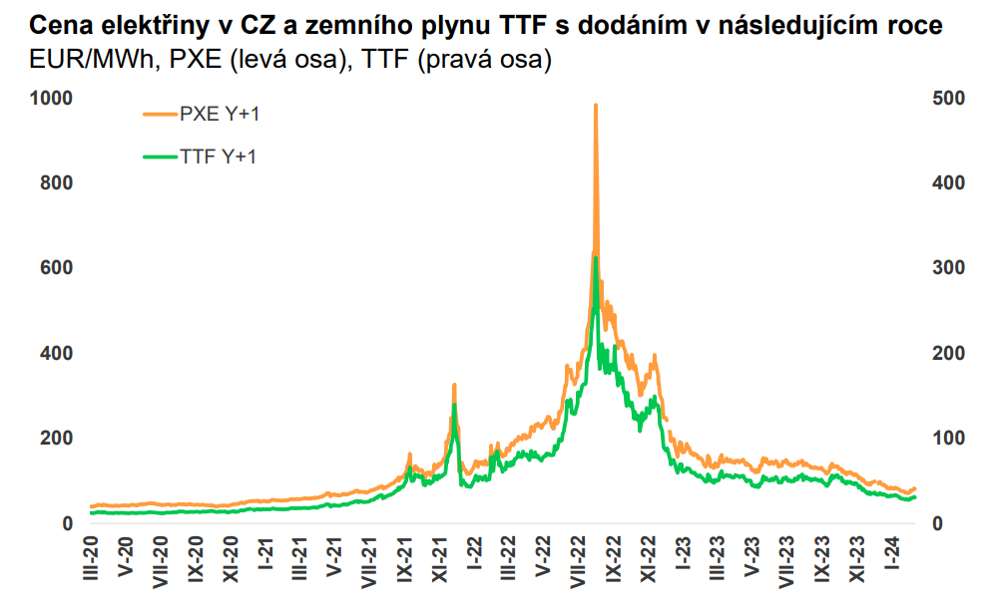 Cena elektřiny v CZ a zemního plynu TTF s dodáním v následujícím roce
EUR/MWh, PXE (levá osa), TTF (pravá osa)
1000 500
PXE Y+1
TTF Y+1
800 400
600 300
400 200
200 100
0 0
III-20 V-20 VII-20 IX-20 XI-20 I-21 III-21 V-21 VII-21 IX-21 XI-21 I-22 III-22 V-22 VII-22 IX-22 XI-22 I-23 III-23 V-23 VII-23 IX-23 XI-23 I-24